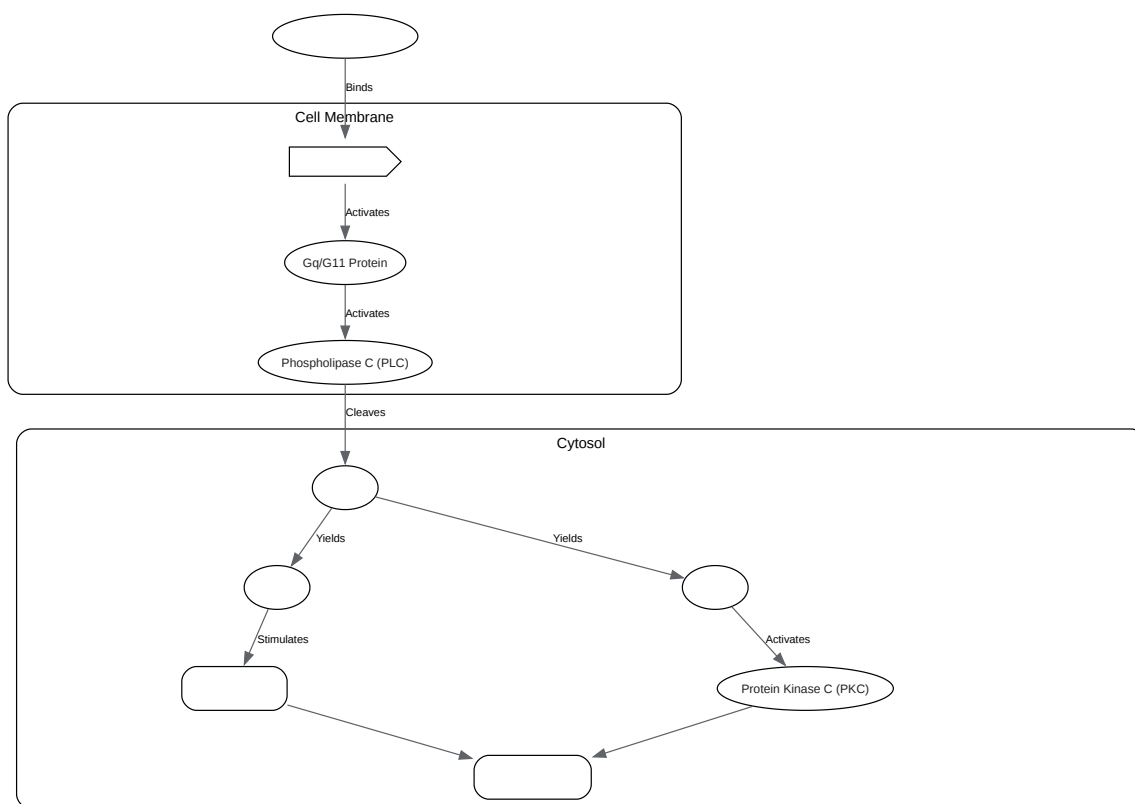 Binds
Cell Membrane
Activates
Gq/G11 Protein
Activates
Phospholipase C (PLC)
Cleaves
Cytosol
Yields
Yields
Stimulates
Activates
Protein Kinase C (PKC)